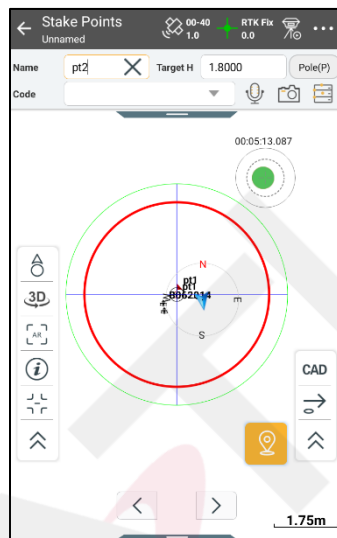 Stake Points
Unnamed
00-40
1.0
RTK Fix
0.0
Name
pt2
Target H
1.8000
Pole(P)
Code
00:05:13.087
N
pt1
pt1
E
S
3D
AR
i
CAD
1.75m